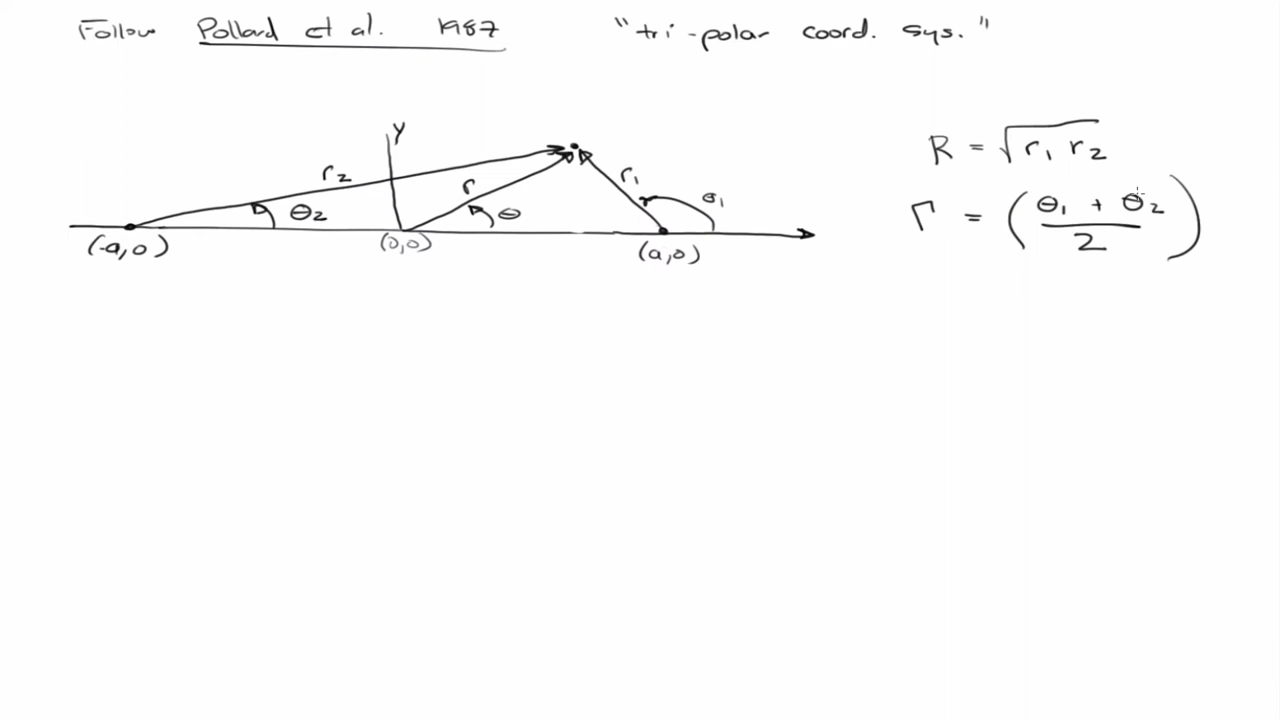 Follow Pollard et al. 1987 "tri-polar coord. sys."
y
r₂
r
r₁
θ₁
θ₂
θ
(-a,0)
(0,0)
(a,0)
R = √r₁ r₂
Γ = (θ₁ + θ₂ / 2)